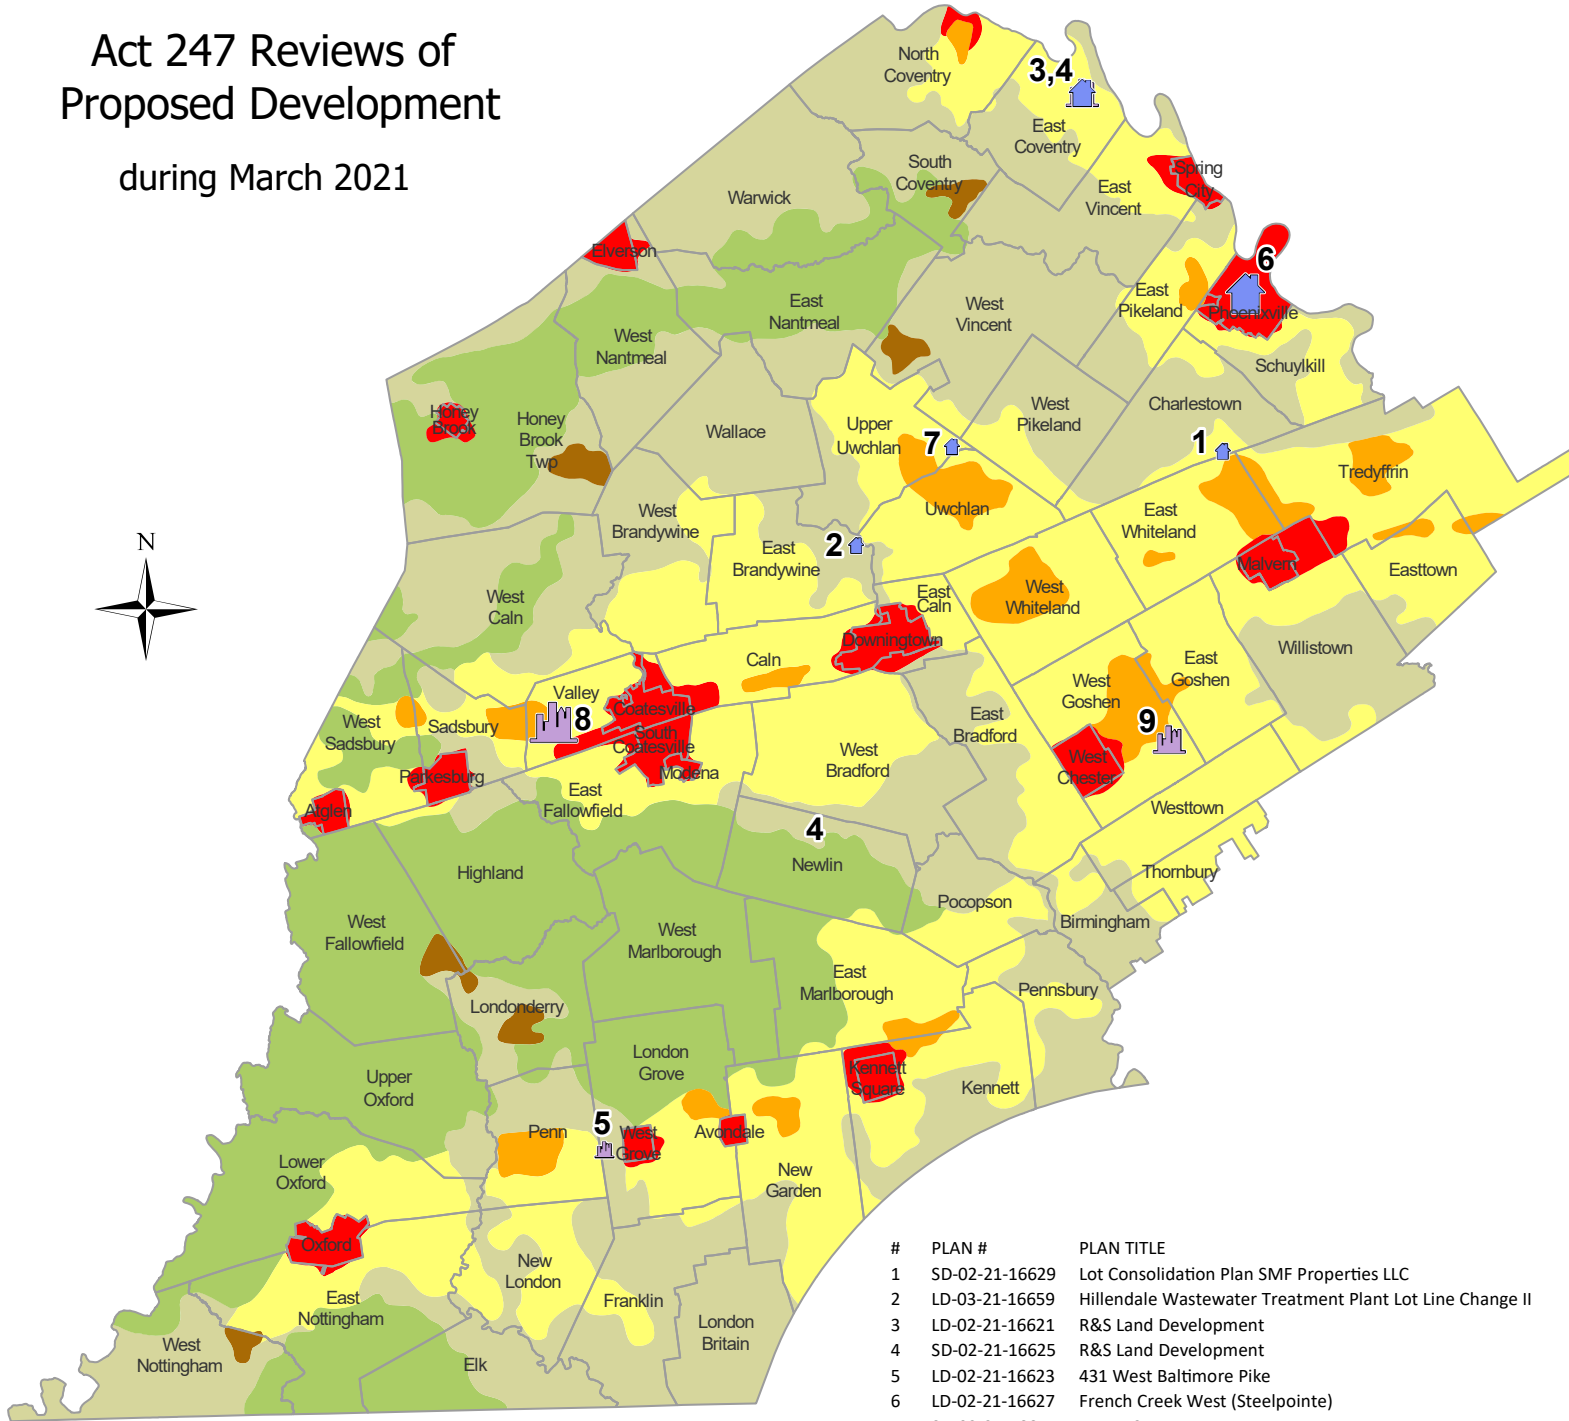 Act 247 Reviews of
Proposed Development
during March 2021
North
Coventry
3,4
East
Coventry
South
Coventry
Spring
City
East
Vincent
Warwick
Elverson
6
East
Pikeland
Phoenixville
East
Nantmeal
West
Vincent
West
Nantmeal
Schuylkill
Honey
Brook
Honey
Brook
Twp
Wallace
Upper
Uwchlan
7
West
Pikeland
Charlestown
1
Tredyffrin
Uwchlan
West
Brandywine
East
Whiteland
2
East
Brandywine
N
Malvern
Easttown
West
Caln
East
Caln
West
Whiteland
Downingtown
Willistown
Caln
Valley
West
Goshen
East
Goshen
8
Coatesville
South
Coatesville
Modena
West
Sadsbury
Sadsbury
East
Bradford
9
West
Bradford
West
Chester
Parkesburg
Atglen
East
Fallowfield
Westtown
4
Newlin
Highland
Thornbury
Pocopson
Birmingham
West
Fallowfield
West
Marlborough
East
Marlborough
Pennsbury
Londonderry
London
Grove
Kennett
Square
Kennett
Upper
Oxford
5
Penn
West
Grove
Avondale
Lower
Oxford
New
Garden
Oxford
New
London
East
Nottingham
Franklin
London
Britain
West
Nottingham
Elk
# PLAN # PLAN TITLE
1 SD-02-21-16629 Lot Consolidation Plan SMF Properties LLC
2 LD-03-21-16659 Hillendale Wastewater Treatment Plant Lot Line Change II
3 LD-02-21-16621 R&S Land Development
4 SD-02-21-16625 R&S Land Development
5 LD-02-21-16623 431 West Baltimore Pike
6 LD-02-21-16627 French Creek West (Steelpointe)